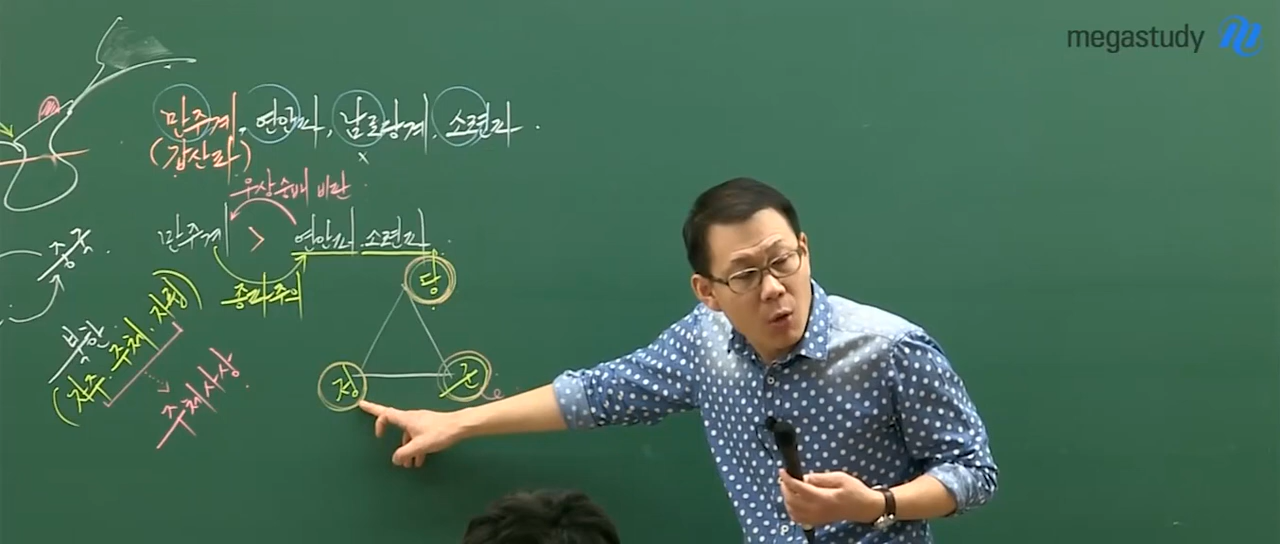 megastudy
만주계, 연안파, 남로당계, 소련파.
(갑산파)
x
우상숭배 비판
만주계 > 연안파. 소련파.
종파주의
당
정
군
중국.
북한
(자주. 주체. 자립)
주체사상
P